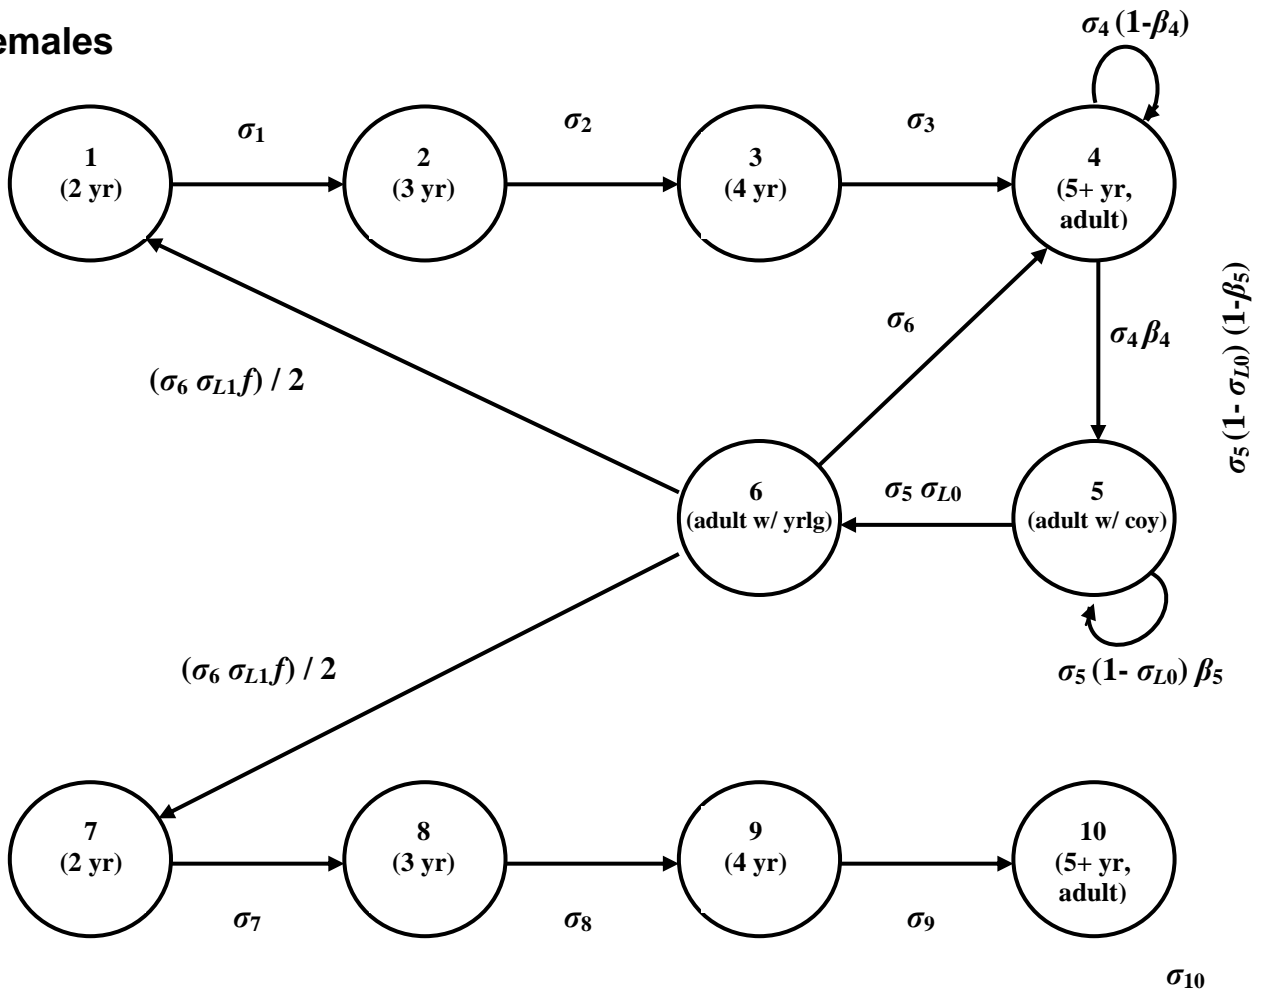 emales
σ4 (1-β4)
σ1
σ2
σ3
1
(2 yr)
2
(3 yr)
3
(4 yr)
4
(5+ yr,
adult)
σ5 (1- σL0) (1-β5)
σ6
σ4 β4
(σ6 σL1f) / 2
6
(adult w/ yrlg)
σ5 σL0
5
(adult w/ coy)
(σ6 σL1f) / 2
σ5 (1- σL0) β5
7
(2 yr)
8
(3 yr)
9
(4 yr)
10
(5+ yr,
adult)
σ7
σ8
σ9
σ10